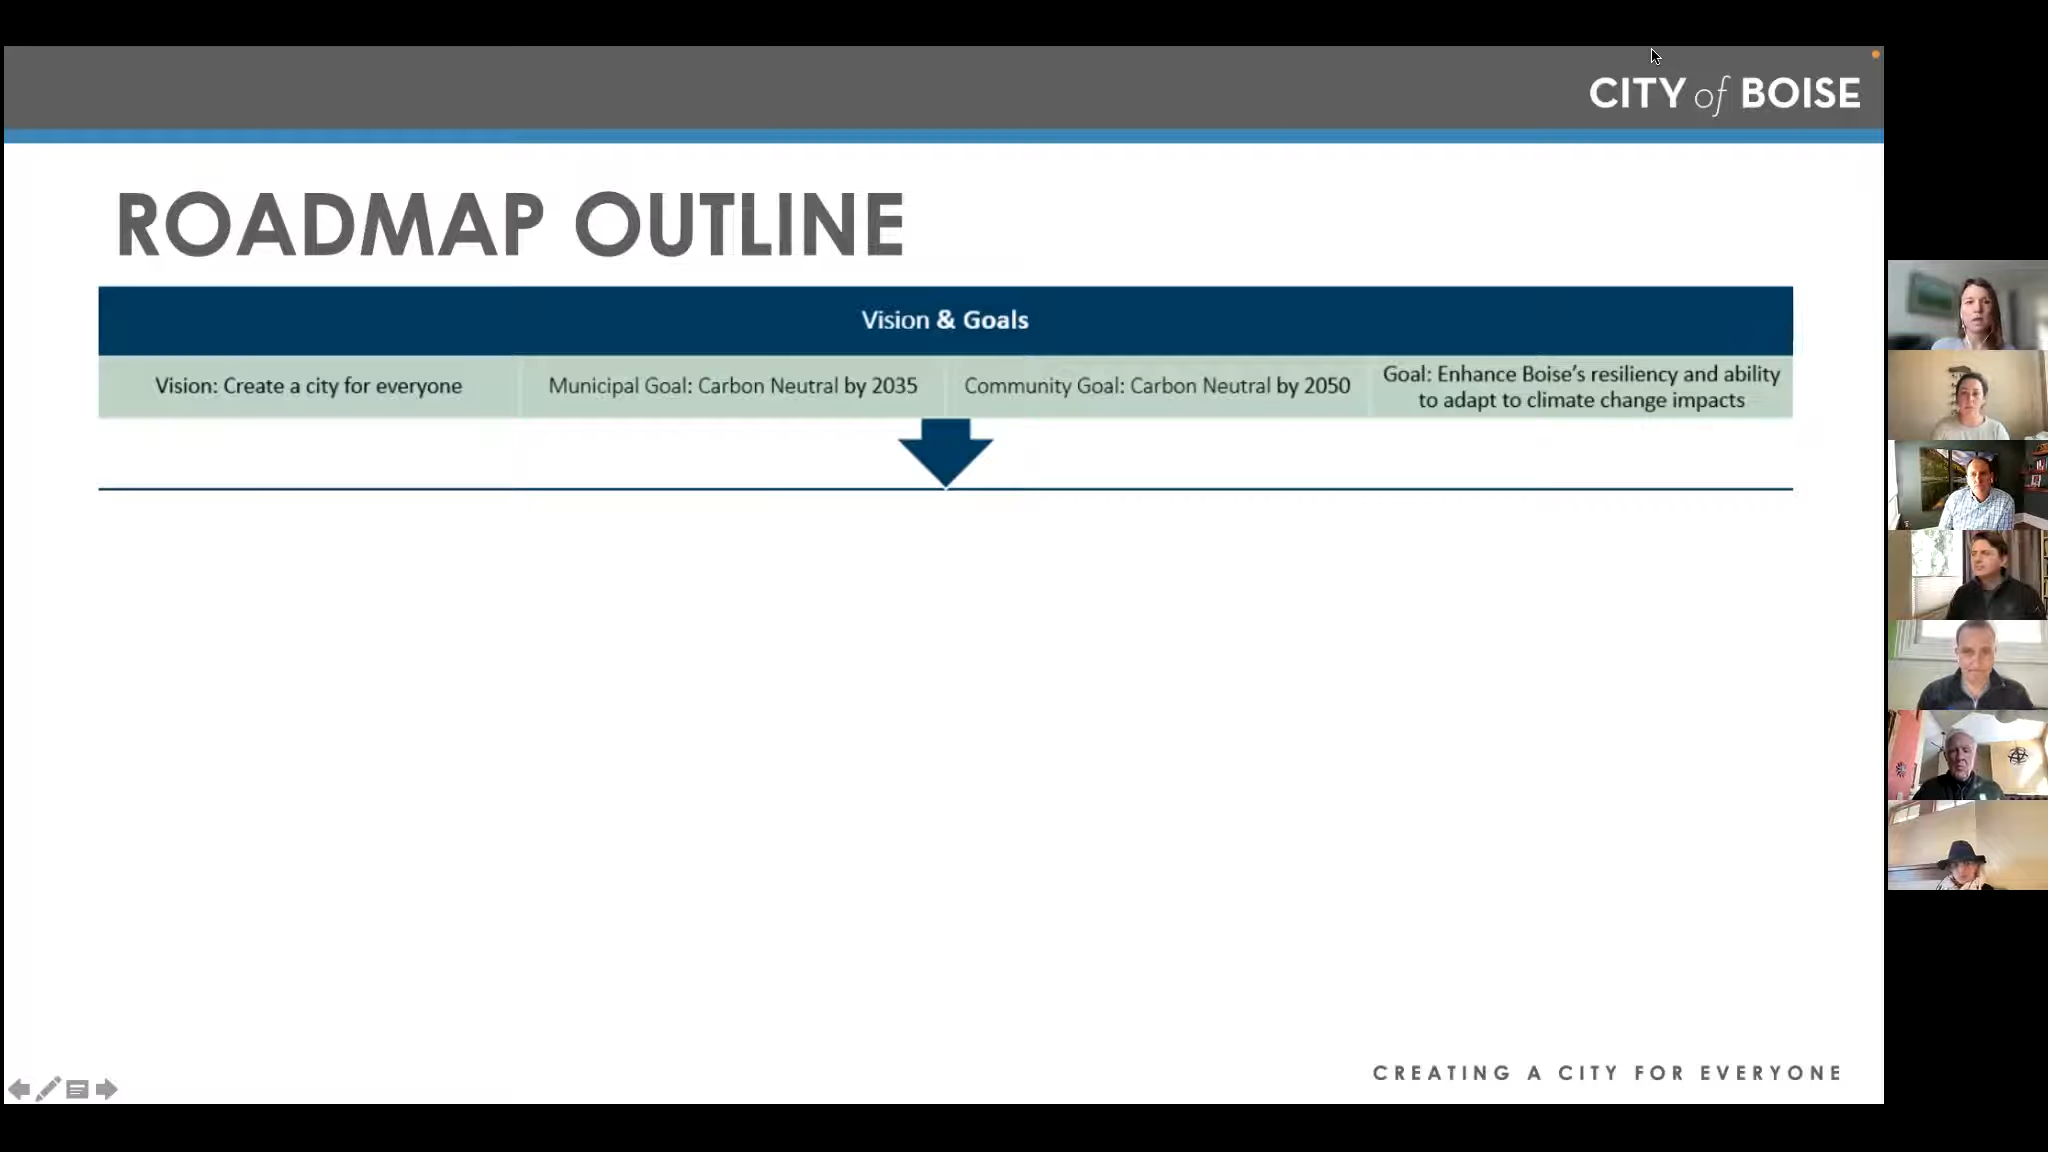 CITY of BOISE
ROADMAP OUTLINE
Vision & Goals
Vision: Create a city for everyone
Municipal Goal: Carbon Neutral by 2035
Community Goal: Carbon Neutral by 2050
Goal: Enhance Boise's resiliency and ability
to adapt to climate change impacts
CREATING A CITY FOR EVERYONE